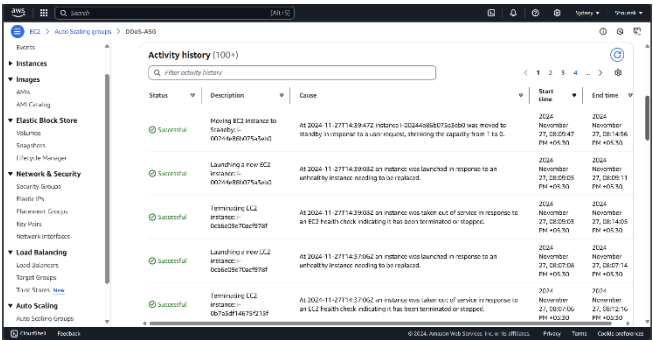 aws
Search
[Alt+S]
Sydney
EC2 > Auto Scaling groups > DDoS-ASG
Events
Instances
Images
AMIs
AMI Catalog
Elastic Block Store
Volumes
Snapshots
Lifecycle Manager
Network & Security
Security Groups
Elastic IPs
Placement Groups
Key Pairs
Network Interfaces
Load Balancing
Load Balancers
Target Groups
Trust Stores New
Auto Scaling
Auto Scaling Groups
Activity history (100+)
Filter activity history
1 2 3 4 ...
Status
Description
Cause
Start
time
End time
Successful
Moving EC2 instance to
Standby: i-
At 2024-11-27T14:39:47Z instance was moved to
standby in response to a user request, shrinking the capacity from 1 to 0.
2024
November
27, 08:09:47
PM +05:30
2024
November
27, 08:14:56
PM +05:30
Successful
Launching a new EC2
instance: i-
At 2024-11-27T14:39:03Z an instance was launched in response to an
unhealthy instance needing to be replaced.
2024
November
27, 08:09:05
PM +05:30
2024
November
27, 08:09:11
PM +05:30
Successful
Terminating EC2
instance: i-
At 2024-11-27T14:39:03Z an instance was taken out of service in response to
an EC2 health check indicating it has been terminated or stopped.
2024
November
27, 08:09:03
PM +05:30
2024
November
27, 08:14:05
PM +05:30
Successful
Launching a new EC2
instance: i-
At 2024-11-27T14:37:06Z an instance was launched in response to an
unhealthy instance needing to be replaced.
2024
November
27, 08:07:08
PM +05:30
2024
November
27, 08:07:14
PM +05:30
Successful
Terminating EC2
instance: i-
At 2024-11-27T14:37:06Z an instance was taken out of service in response to
an EC2 health check indicating it has been terminated or stopped.
2024
November
27, 08:07:06
PM +05:30
2024
November
27, 08:12:16
PM +05:30
CloudShell Feedback
© 2024, Amazon Web Services, Inc. or its affiliates. Privacy Terms Cookie preferences